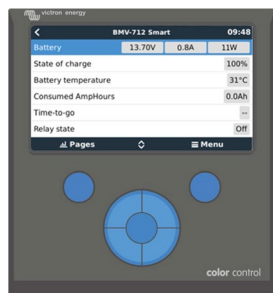 victron energy
BMV-712 Smart 09:48
Battery 13.70V 0.8A 11W
State of charge 100%
Battery temperature 31°C
Consumed AmpHours 0.0Ah
Time-to-go --
Relay state Off
Pages Menu
color control